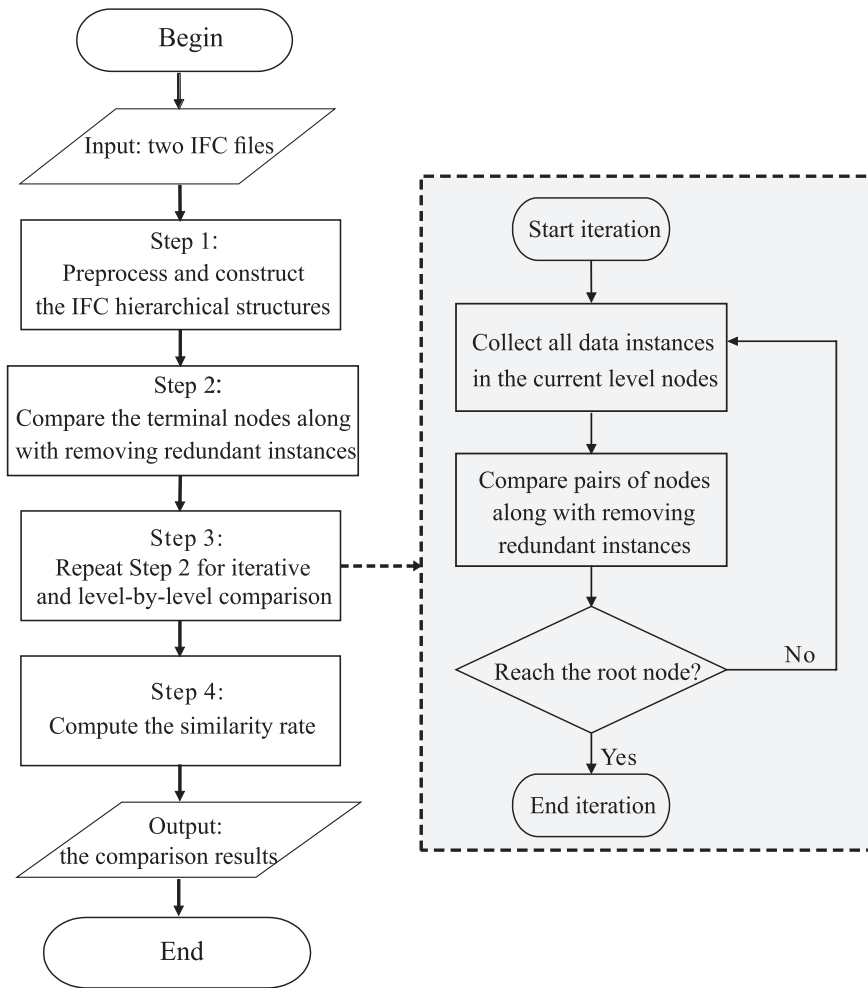 Begin
Input: two IFC files
Step 1:
Preprocess and construct
the IFC hierarchical structures
Step 2:
Compare the terminal nodes along
with removing redundant instances
Step 3:
Repeat Step 2 for iterative
and level-by-level comparison
Step 4:
Compute the similarity rate
Output:
the comparison results
End
Start iteration
Collect all data instances
in the current level nodes
Compare pairs of nodes
along with removing
redundant instances
Reach the root node?
No
Yes
End iteration